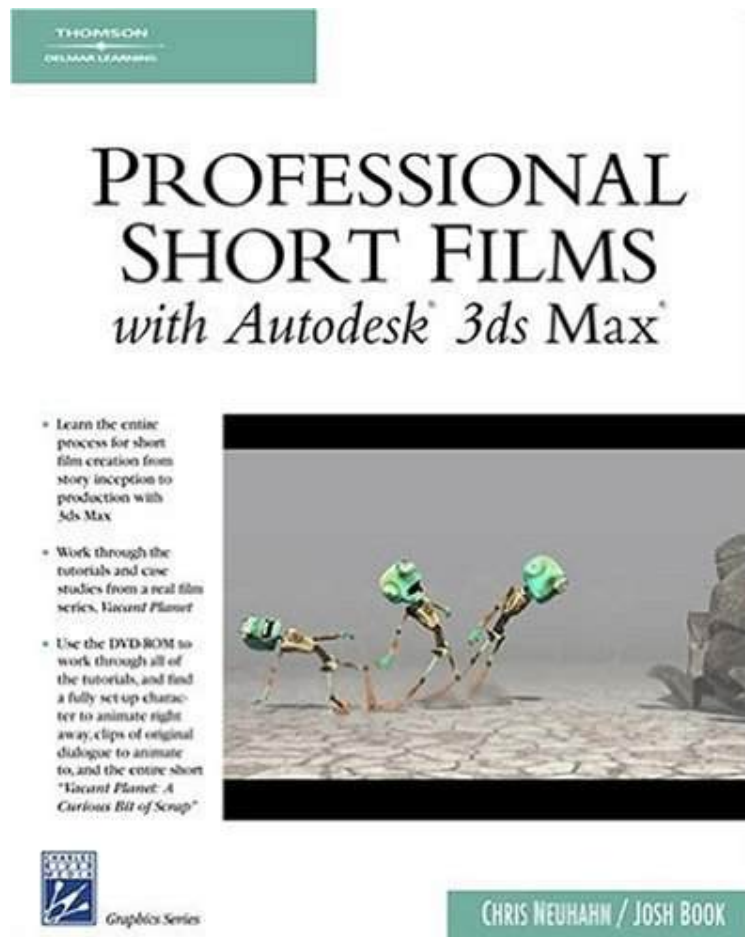 THOMSON
DELMAR LEARNING
PROFESSIONAL
SHORT FILMS
with Autodesk® 3ds Max®
• Learn the entire
process for short
film creation from
story inception to
production with
3ds Max
• Work through the
tutorials and case
studies from a real film
series, Vacant Planet
• Use the DVD-ROM to
work through all of
the tutorials, and find
a fully set-up charac-
ter to animate right
away, clips of original
dialogue to animate
to, and the entire short
"Vacant Planet: A
Curious Bit of Scrap"
CHARLES
RIVER
MEDIA
Graphics Series
CHRIS NEUHAHN / JOSH BOOK